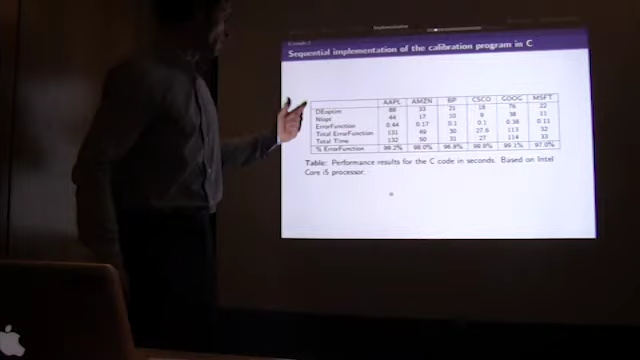 Implementation
Sequential implementation of the calibration program in C
AAPL AMZN BP CSCO GOOG MSFT
DEoptim 88 33 21 18 76 22
Nlopt 44 17 10 9 38 11
ErrorFunction 0.44 0.17 0.1 0.1 0.38 0.11
Total ErrorFunction 131 49 30 27.6 113 32
Total Time 132 50 31 27 114 33
% ErrorFunction 99.2% 98.0% 96.8% 99.1% 97.0%
Table: Performance results for the C code in seconds. Based on Intel
Core i5 processor.